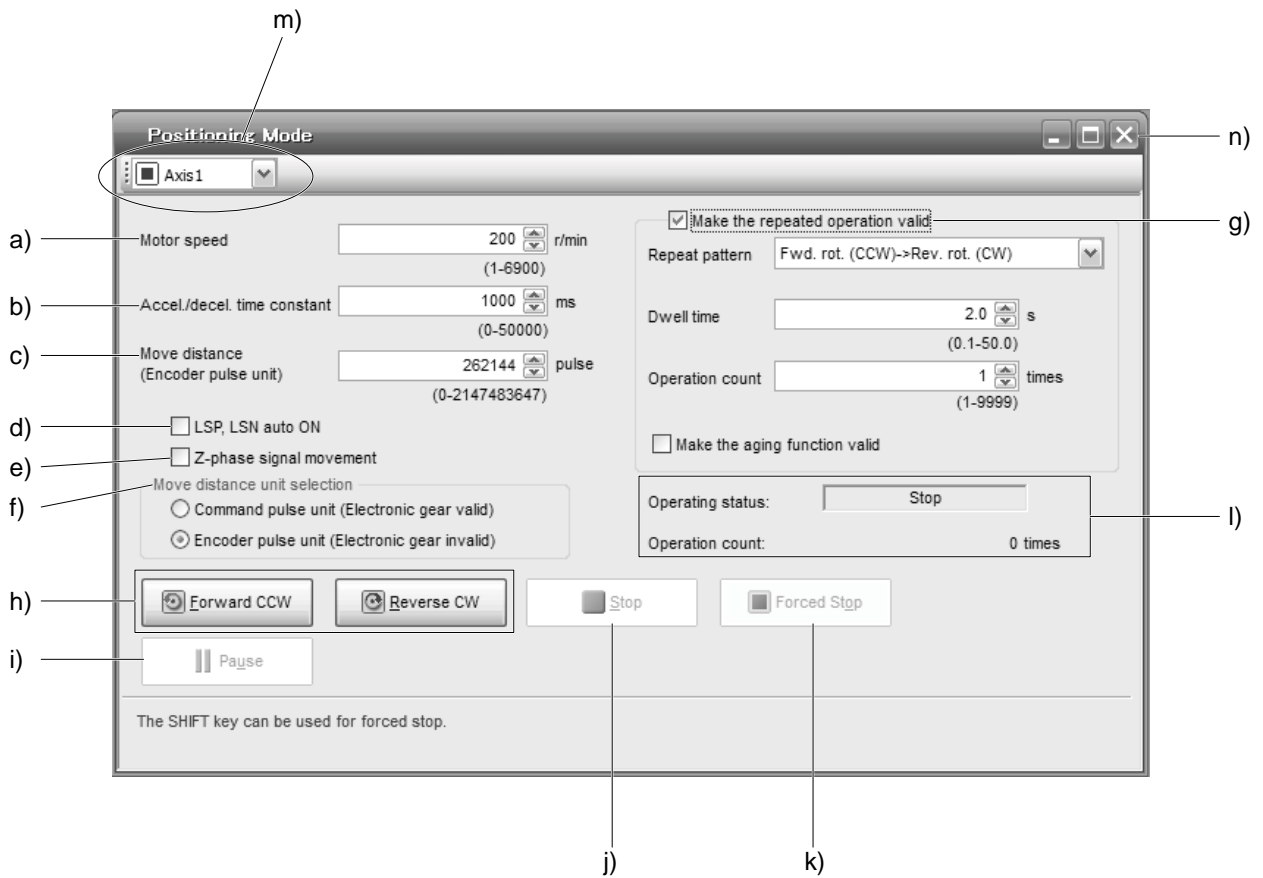 m)
Positioning Mode
n)
Axis1
a)
Motor speed
200
r/min
(1-6900)
b)
Accel./decel. time constant
1000
ms
(0-50000)
c)
Move distance
(Encoder pulse unit)
262144
pulse
(0-2147483647)
d)
LSP, LSN auto ON
e)
Z-phase signal movement
f)
Move distance unit selection
Command pulse unit (Electronic gear valid)
Encoder pulse unit (Electronic gear invalid)
Make the repeated operation valid
g)
Repeat pattern
Fwd. rot. (CCW)->Rev. rot. (CW)
Dwell time
2.0
s
(0.1-50.0)
Operation count
1
times
(1-9999)
Make the aging function valid
Operating status:
Stop
l)
Operation count:
0 times
h)
Forward CCW
Reverse CW
Stop
Forced Stop
i)
Pause
The SHIFT key can be used for forced stop.
j)
k)